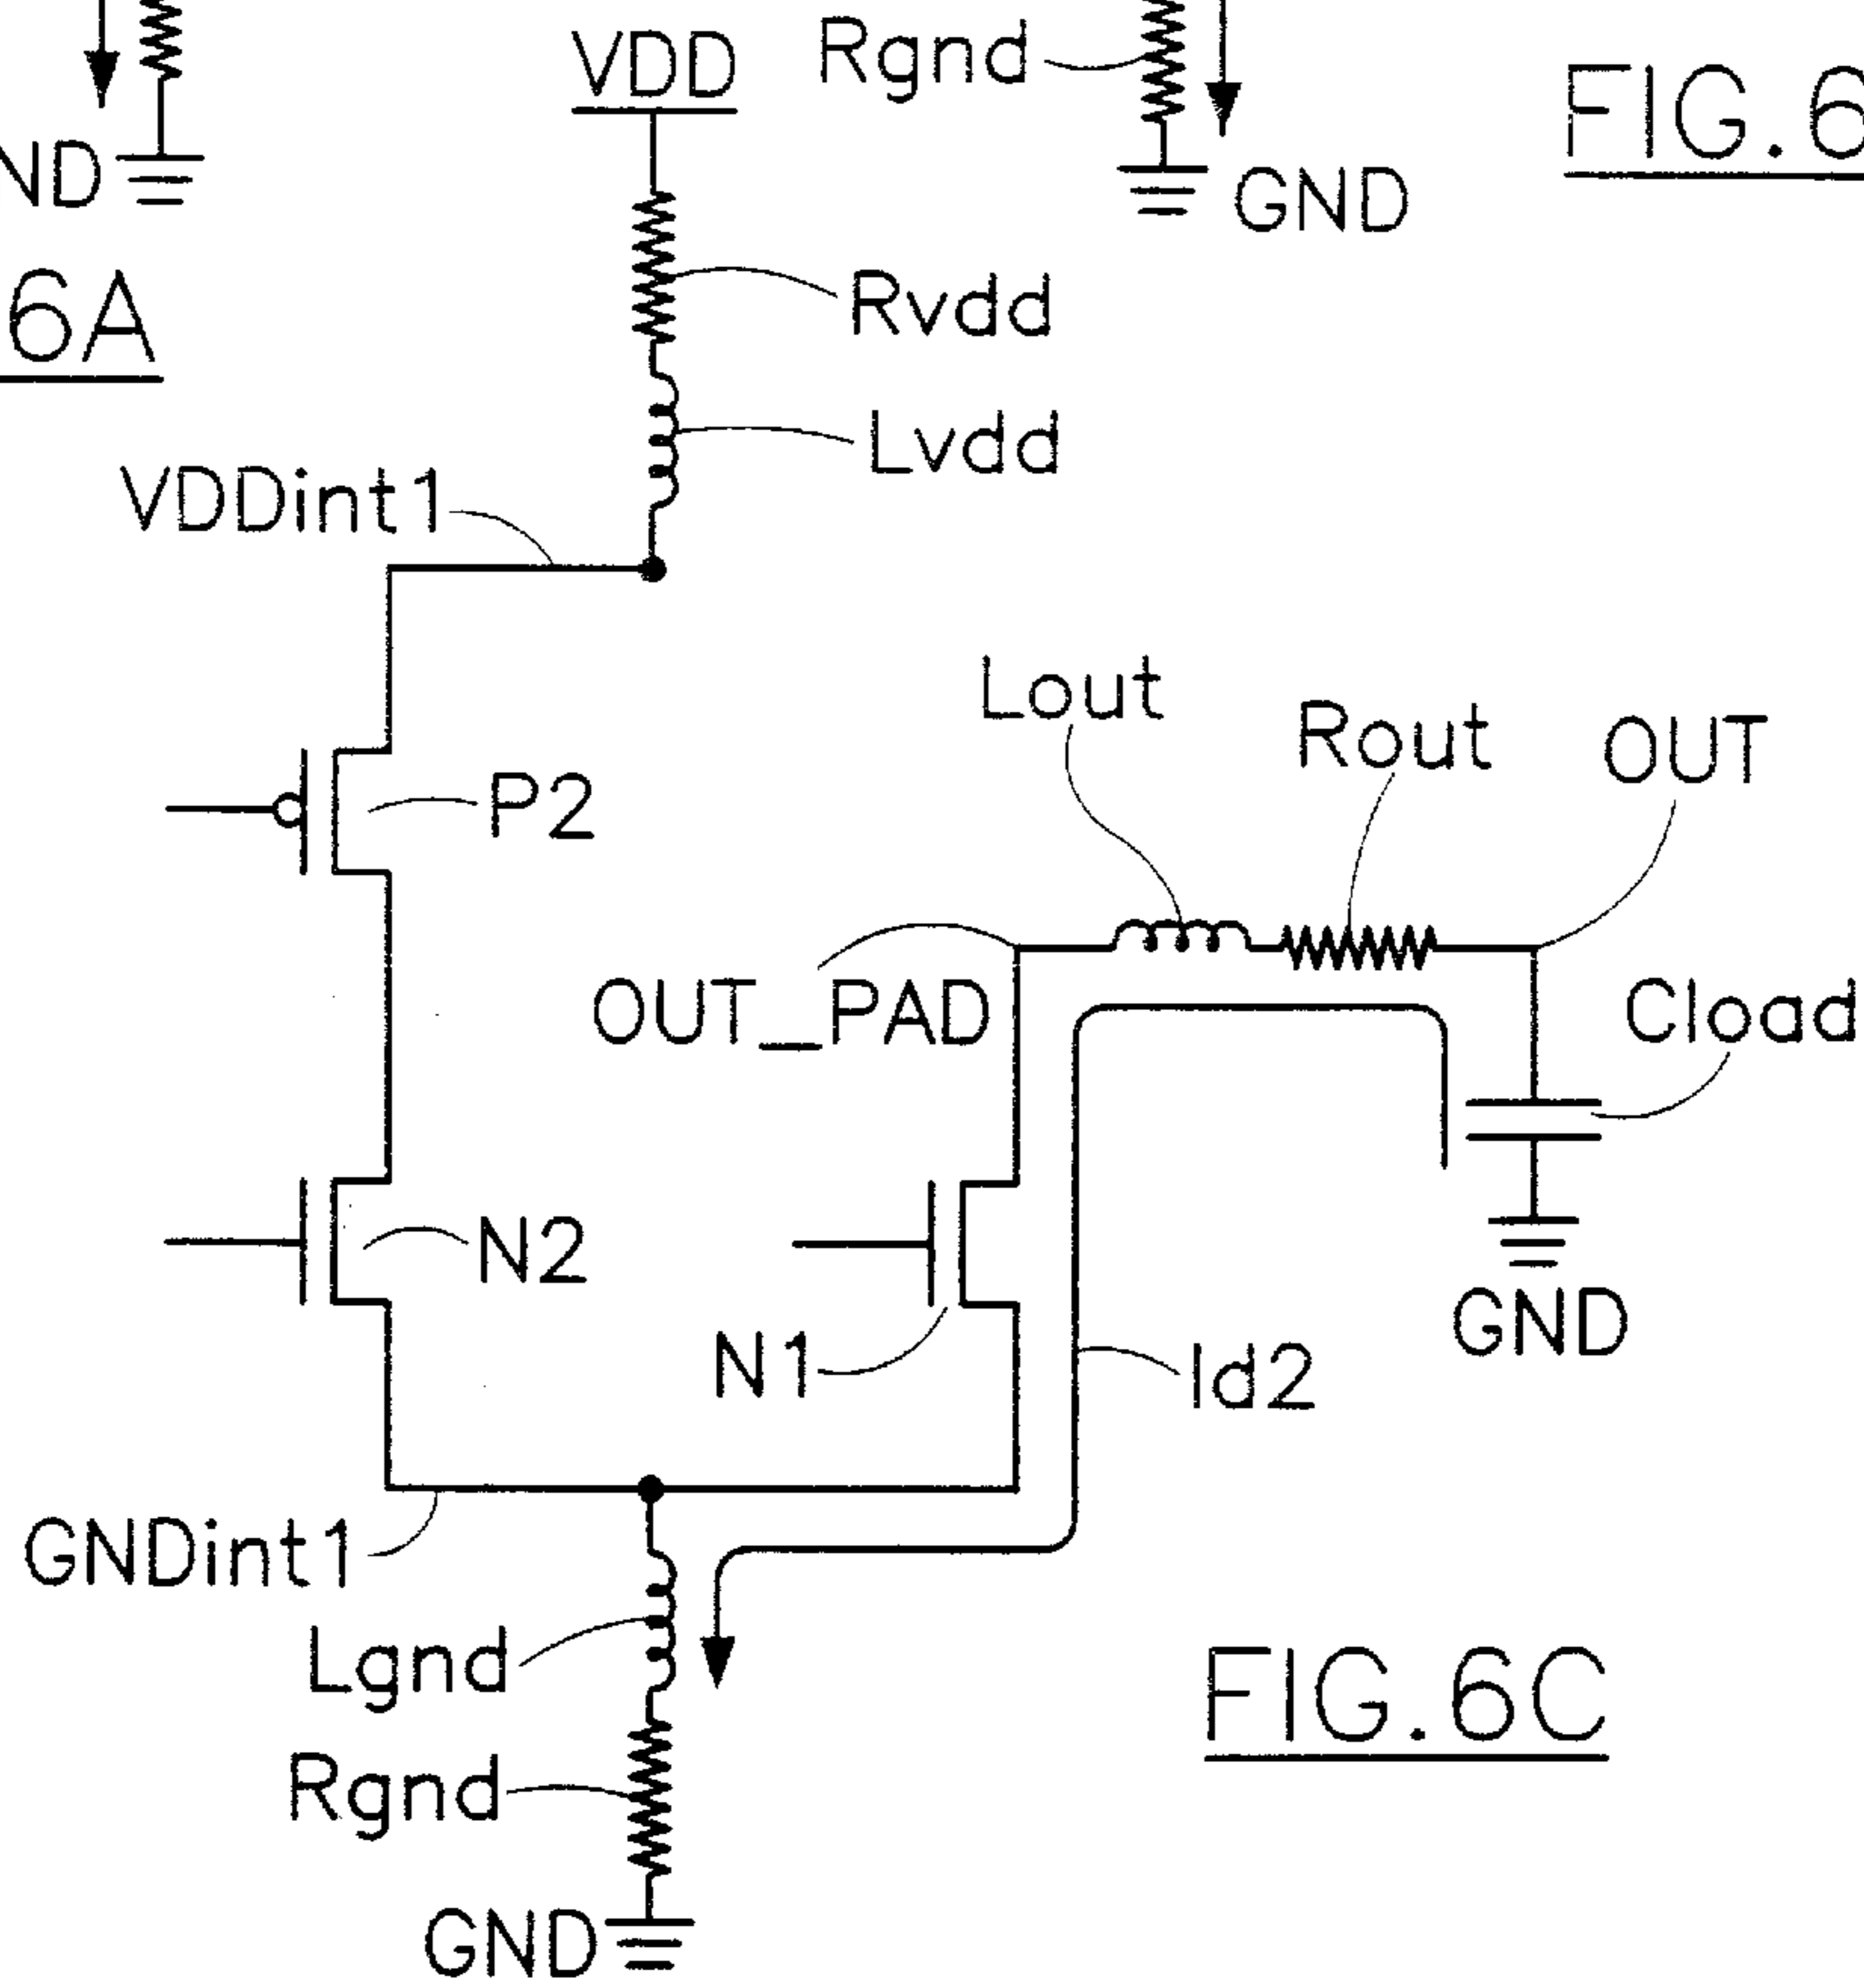 VDD
Rgnd
FIG.6
ND
GND
6A
Rvdd
Lvdd
VDDint1
Lout
Rout
OUT
P2
OUT_PAD
Cload
N2
GND
N1
Id2
GNDint1
Lgnd
FIG.6C
Rgnd
GND